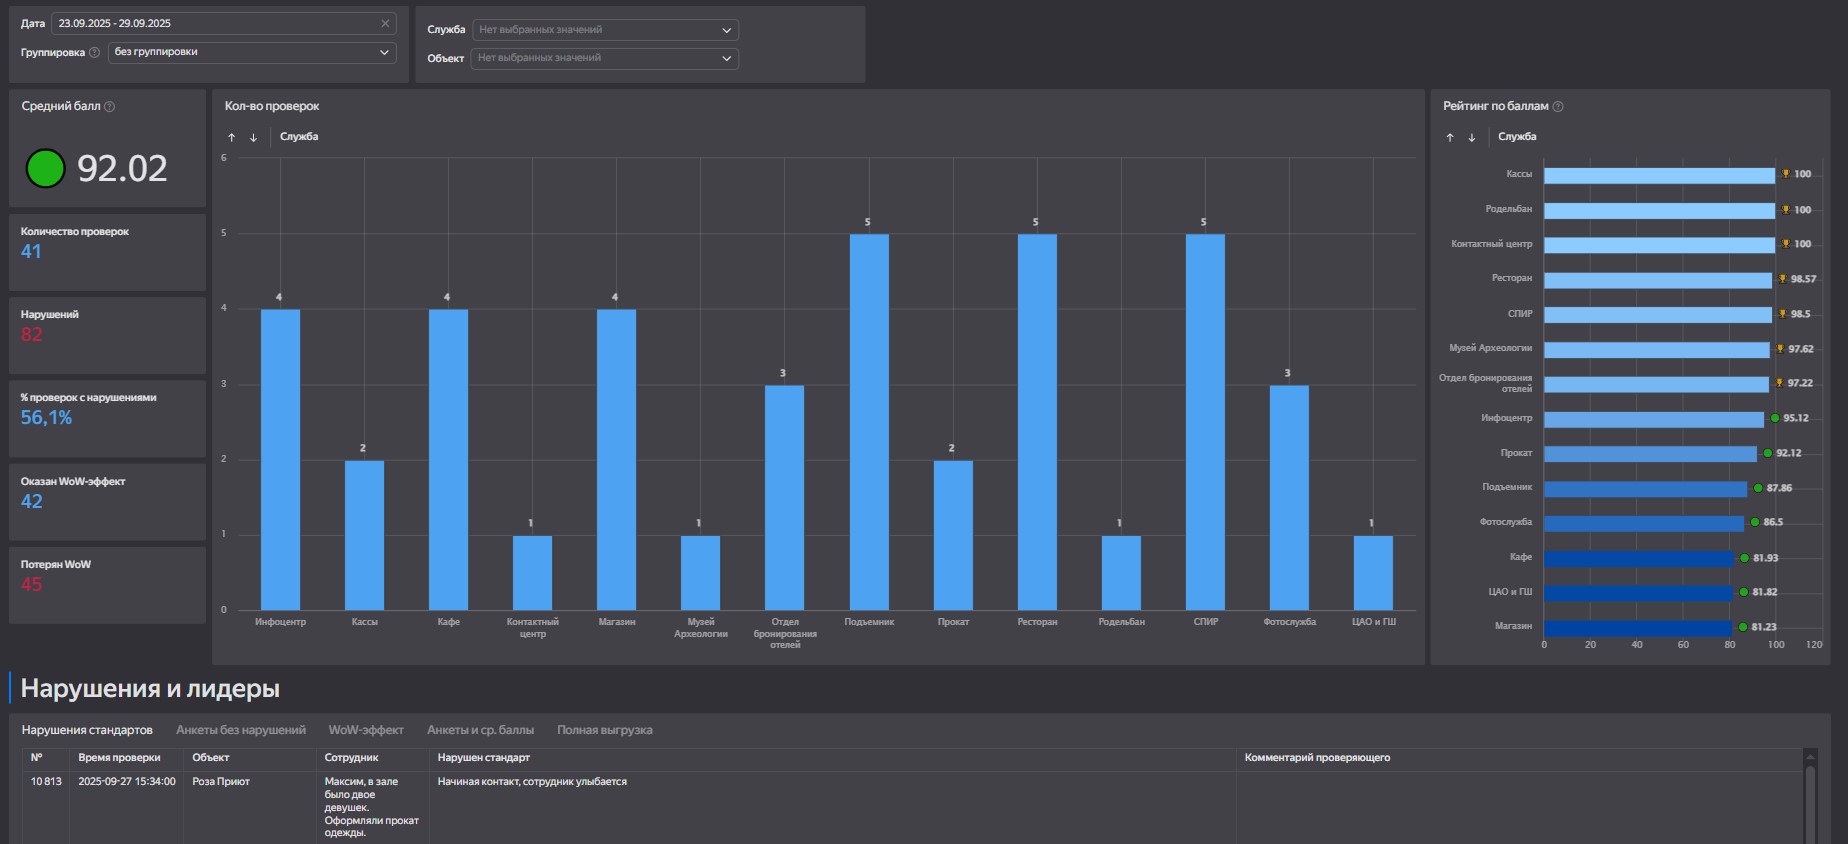 Дата 23.09.2025 - 29.09.2025
Группировка без группировки
Служба Нет выбранных значений
Объект Нет выбранных значений
Средний балл
92.02
Количество проверок
41
Нарушений
82
% проверок с нарушениями
56,1%
Оказан WoW-эффект
42
Потерян WoW
45
Кол-во проверок
Служба
6
5
4
3
2
1
0
4
2
4
1
4
1
3
5
2
5
1
5
3
1
Инфоцентр
Кассы
Кафе
Контактный
центр
Магазин
Музей
Археологии
Отдел
бронирования
отелей
Подъемник
Прокат
Ресторан
Родельбан
СПИР
Фотослужба
ЦАО и ГШ
Рейтинг по баллам
Служба
Кассы 100
Родельбан 100
Контактный центр 100
Ресторан 98.57
СПИР 98.5
Музей Археологии 97.62
Отдел бронирования
отелей 97.22
Инфоцентр 95.12
Прокат 92.12
Подъемник 87.86
Фотослужба 86.5
Кафе 81.93
ЦАО и ГШ 81.82
Магазин 81.23
0 20 40 60 80 100 120
Нарушения и лидеры
Нарушения стандартов Анкеты без нарушений WoW-эффект Анкеты и ср. баллы Полная выгрузка
№ Время проверки Объект Сотрудник Нарушен стандарт Комментарий проверяющего
10 813 2025-09-27 15:34:00 Роза Приют Максим, в зале Начиная контакт, сотрудник улыбается
было двое
девушек.
Оформляли прокат
одежды.